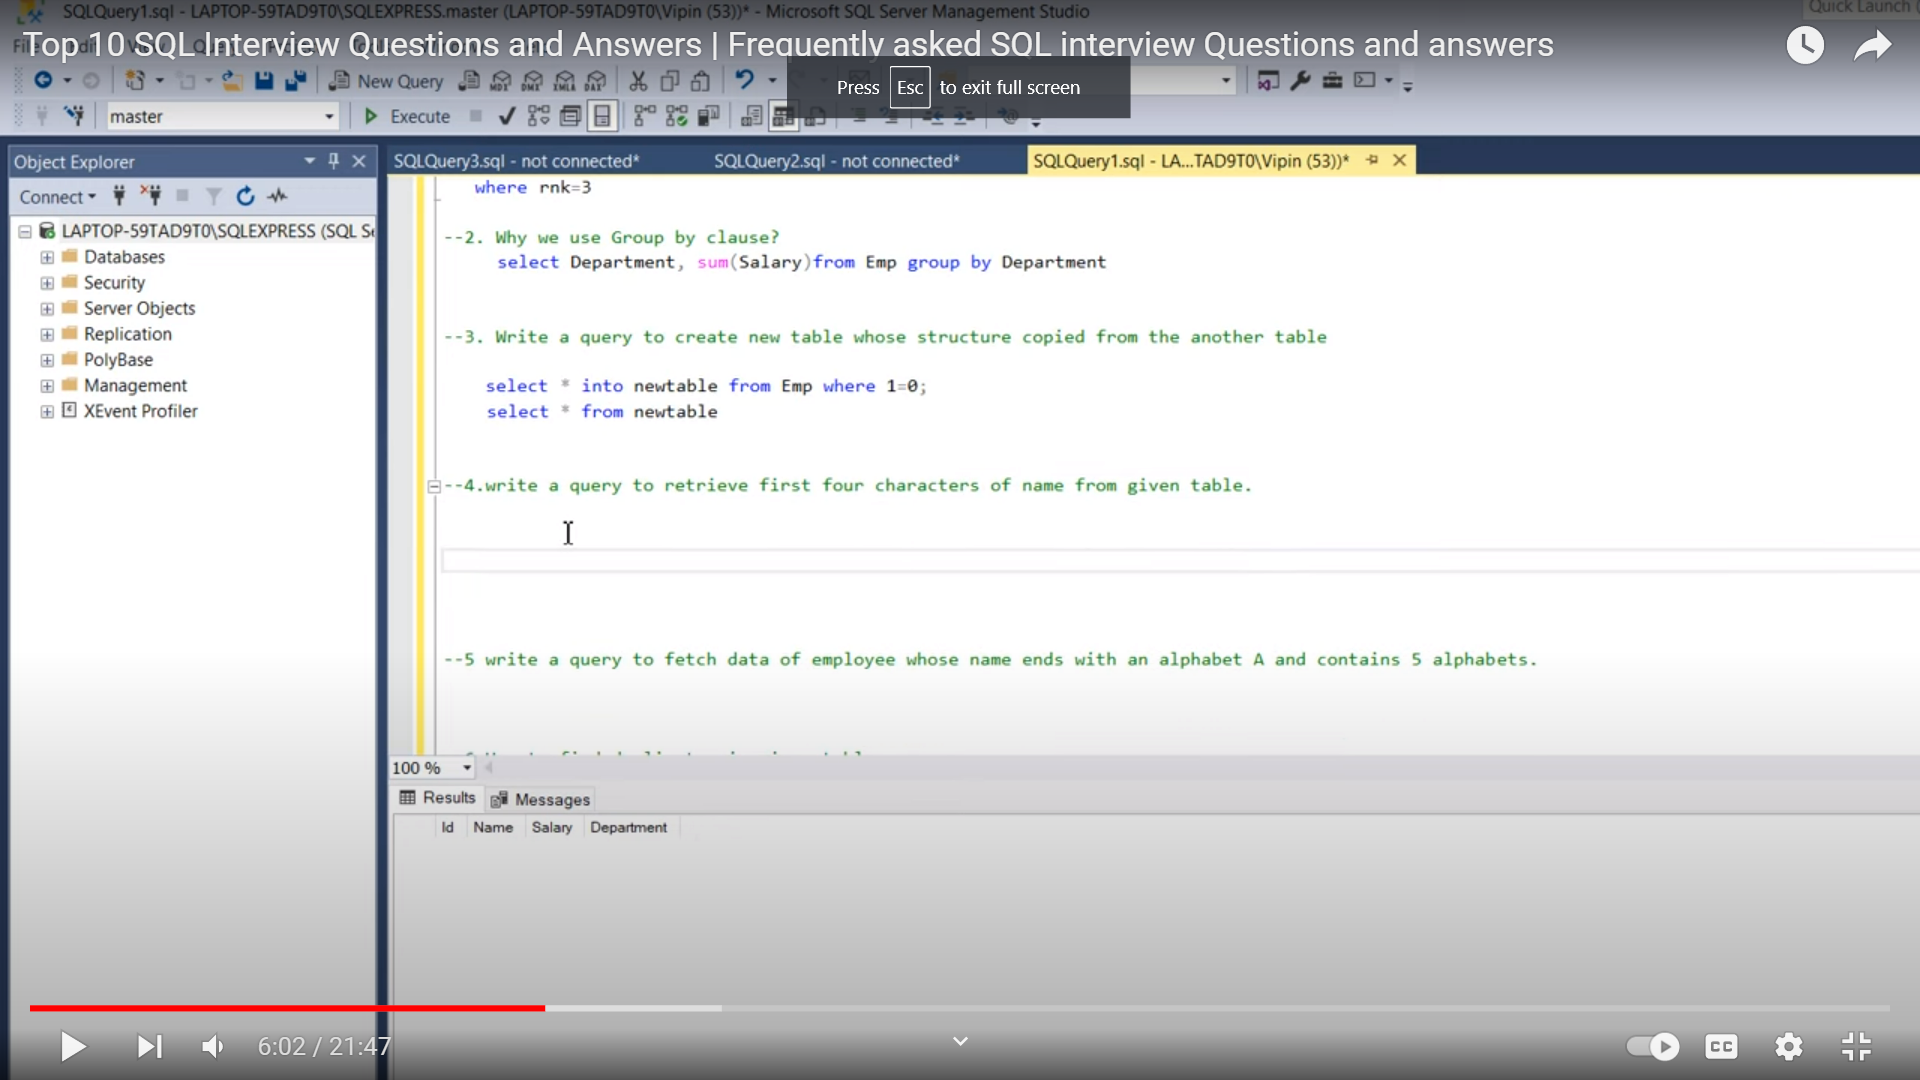 SQLQuery1.sql - LAPTOP-59TAD9T0\SQLEXPRESS.master (LAPTOP-59TAD9T0\Vipin (53))* - Microsoft SQL Server Management Studio
Quick Launch
Top 10 SQL Interview Questions and Answers | Frequently asked SQL interview Questions and answers
New Query
Press Esc to exit full screen
master
Execute
Object Explorer
SQLQuery3.sql - not connected*
SQLQuery2.sql - not connected*
SQLQuery1.sql - LA...TAD9T0\Vipin (53))*
Connect
where rnk=3
LAPTOP-59TAD9T0\SQLEXPRESS (SQL Se
Databases
Security
Server Objects
Replication
PolyBase
Management
XEvent Profiler
--2. Why we use Group by clause?
select Department, sum(Salary)from Emp group by Department
--3. Write a query to create new table whose structure copied from the another table
select * into newtable from Emp where 1=0;
select * from newtable
--4.write a query to retrieve first four characters of name from given table.
--5 write a query to fetch data of employee whose name ends with an alphabet A and contains 5 alphabets.
100 %
Results
Messages
Id Name Salary Department
6:02 / 21:47
CC